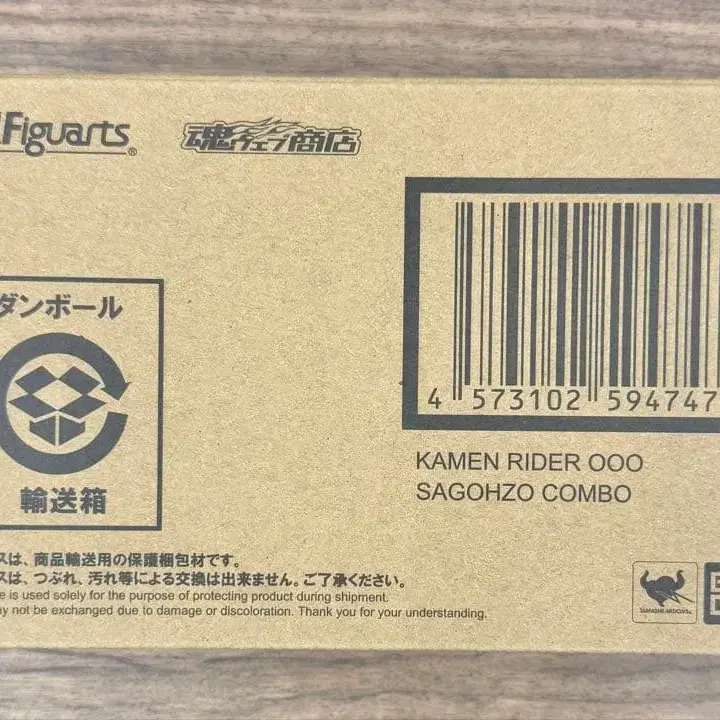 Figuarts®
魂ウェブ商店
4 573102 594747
KAMEN RIDER OOO
SAGOHZO COMBO
ダンボール
輸送箱
スは、商品輸送用の保護梱包材です。
スは、つぶれ、汚れ等による交換は出来ません。ご了承ください。
e is used solely for the purpose of protecting product during shipment.
y not be exchanged due to damage or discoloration. Thank you for your understanding.